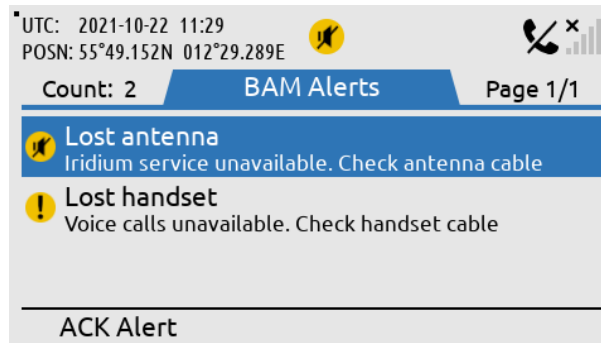 UTC: 2021-10-22 11:29
POSN: 55°49.152N 012°29.289E
Count: 2 BAM Alerts Page 1/1
Lost antenna
Iridium service unavailable. Check antenna cable
Lost handset
Voice calls unavailable. Check handset cable
ACK Alert